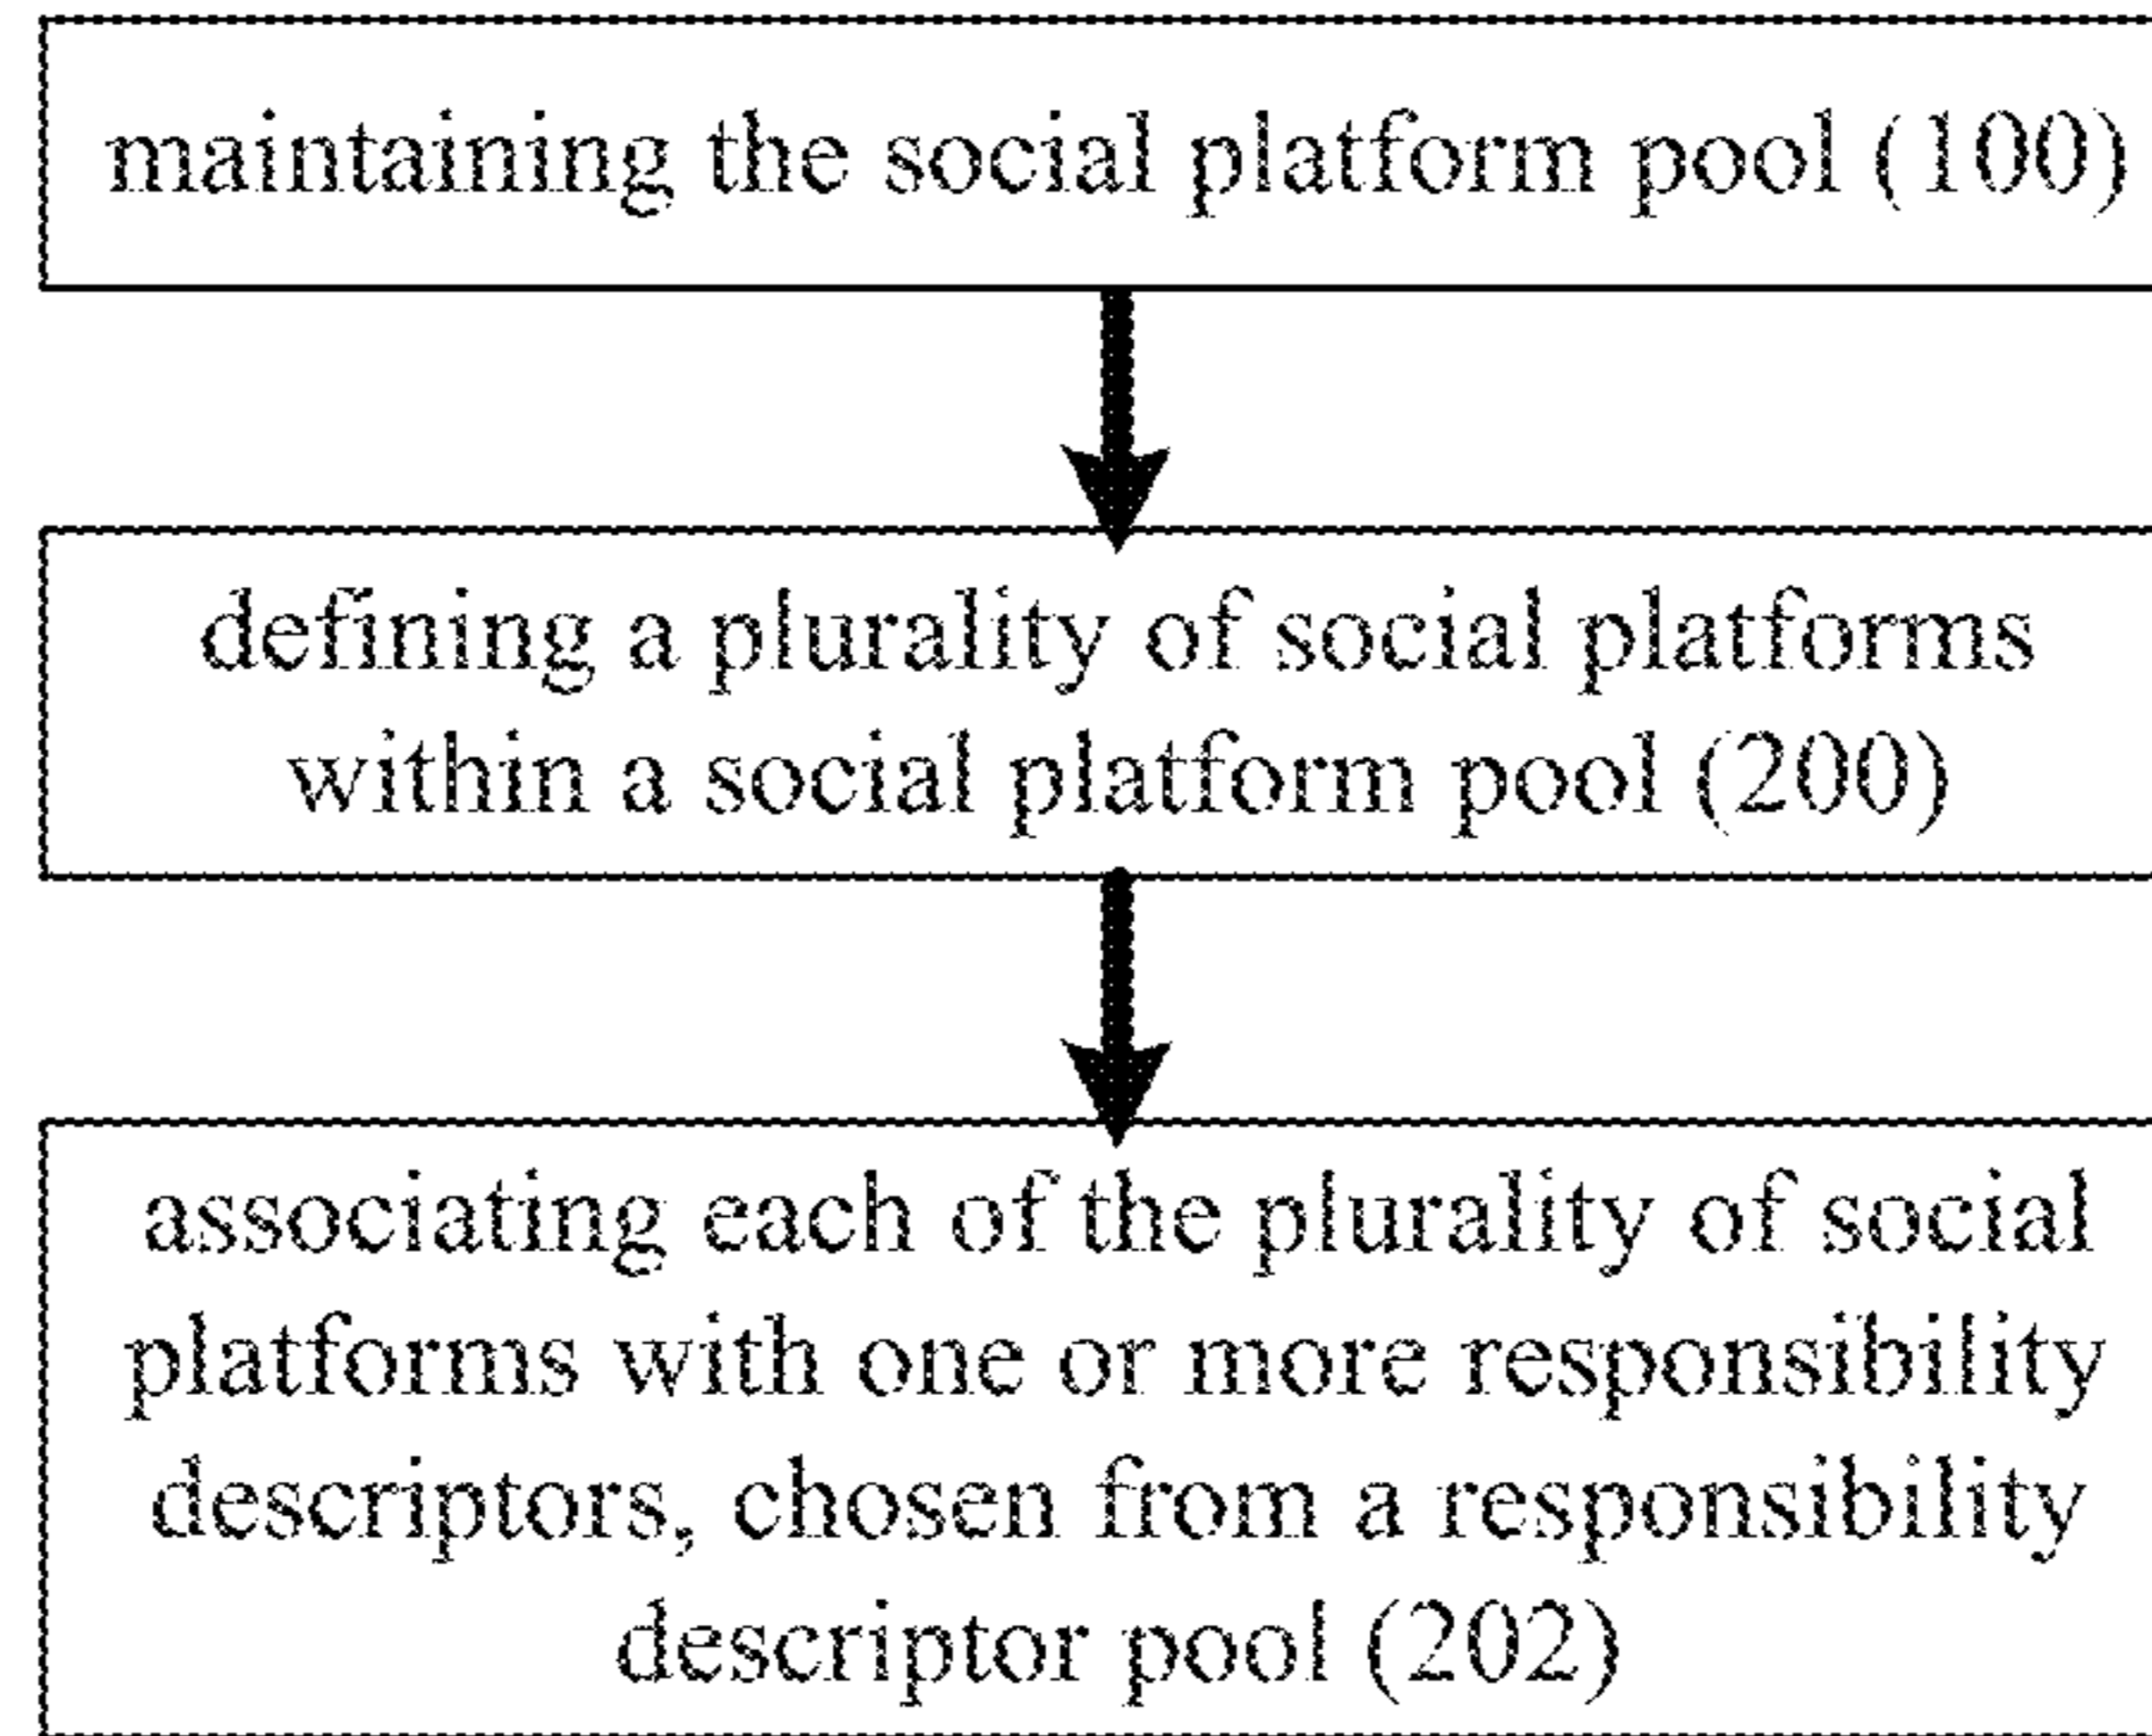 maintaining the social platform pool (100)
defining a plurality of social platforms
within a social platform pool (200)
associating each of the plurality of social
platforms with one or more responsibility
descriptors, chosen from a responsibility
descriptor pool (202)